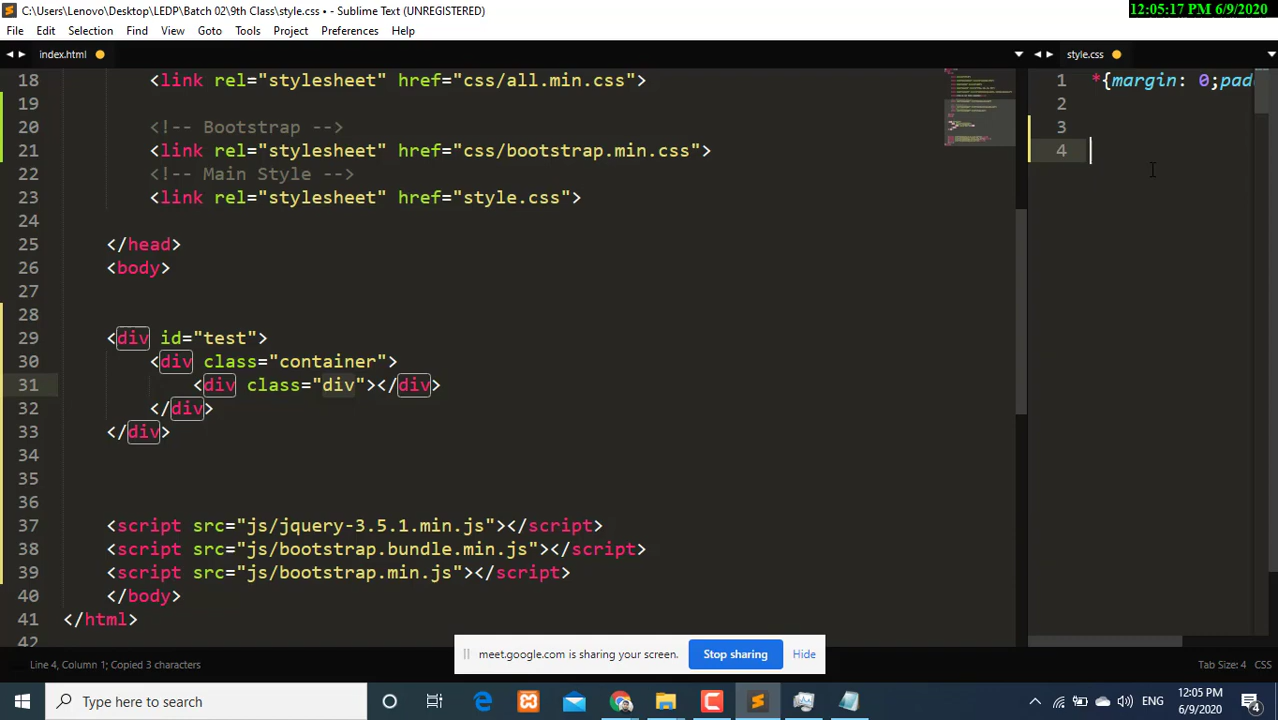 C:\Users\Lenovo\Desktop\LEDP\Batch 02\9th Class\style.css • - Sublime Text (UNREGISTERED)
12:05:17 PM 6/9/2020
File Edit Selection Find View Goto Tools Project Preferences Help
index.html
style.css
18 <link rel="stylesheet" href="css/all.min.css">
19
20 <!-- Bootstrap -->
21 <link rel="stylesheet" href="css/bootstrap.min.css">
22 <!-- Main Style -->
23 <link rel="stylesheet" href="style.css">
24
25 </head>
26 <body>
27
28
29 <div id="test">
30 <div class="container">
31 <div class="div"></div>
32 </div>
33 </div>
34
35
36
37 <script src="js/jquery-3.5.1.min.js"></script>
38 <script src="js/bootstrap.bundle.min.js"></script>
39 <script src="js/bootstrap.min.js"></script>
40 </body>
41 </html>
42
1 *{margin: 0;pad
2
3
4
meet.google.com is sharing your screen.
Stop sharing
Hide
Line 4, Column 1; Copied 3 characters
Tab Size: 4
CSS
Type here to search
ENG
12:05 PM
6/9/2020
4